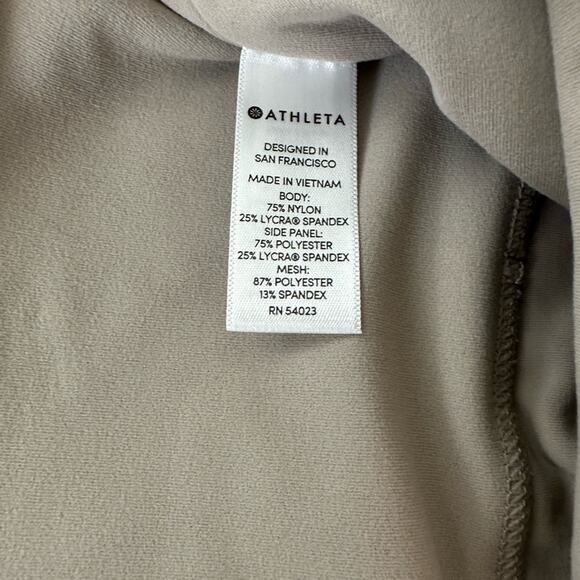 ATHLETA
DESIGNED IN
SAN FRANCISCO
MADE IN VIETNAM
BODY:
75% NYLON
25% LYCRA® SPANDEX
SIDE PANEL:
75% POLYESTER
25% LYCRA® SPANDEX
MESH:
87% POLYESTER
13% SPANDEX
RN 54023